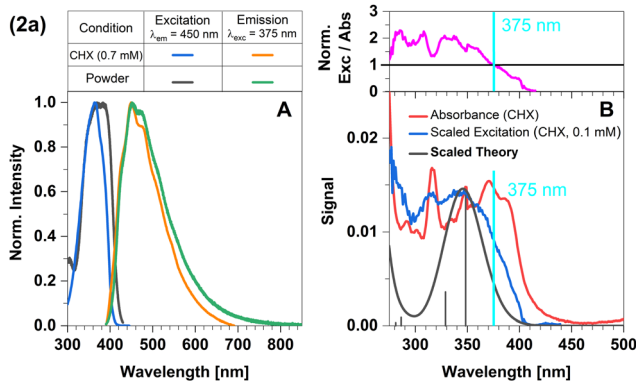 (2a)
Condition Excitation Emission
λem = 450 nm λexc = 375 nm
CHX (0.7 mM)
Powder
A
1.0
0.8
0.6
0.4
0.2
0.0
Norm. Intensity
300 400 500 600 700 800
Wavelength [nm]
Norm.
Exc / Abs
3
2
1
0
375 nm
B
Absorbance (CHX)
Scaled Excitation (CHX, 0.1 mM)
Scaled Theory
375 nm
0.02
0.01
0.00
Signal
300 350 400 450 500
Wavelength [nm]